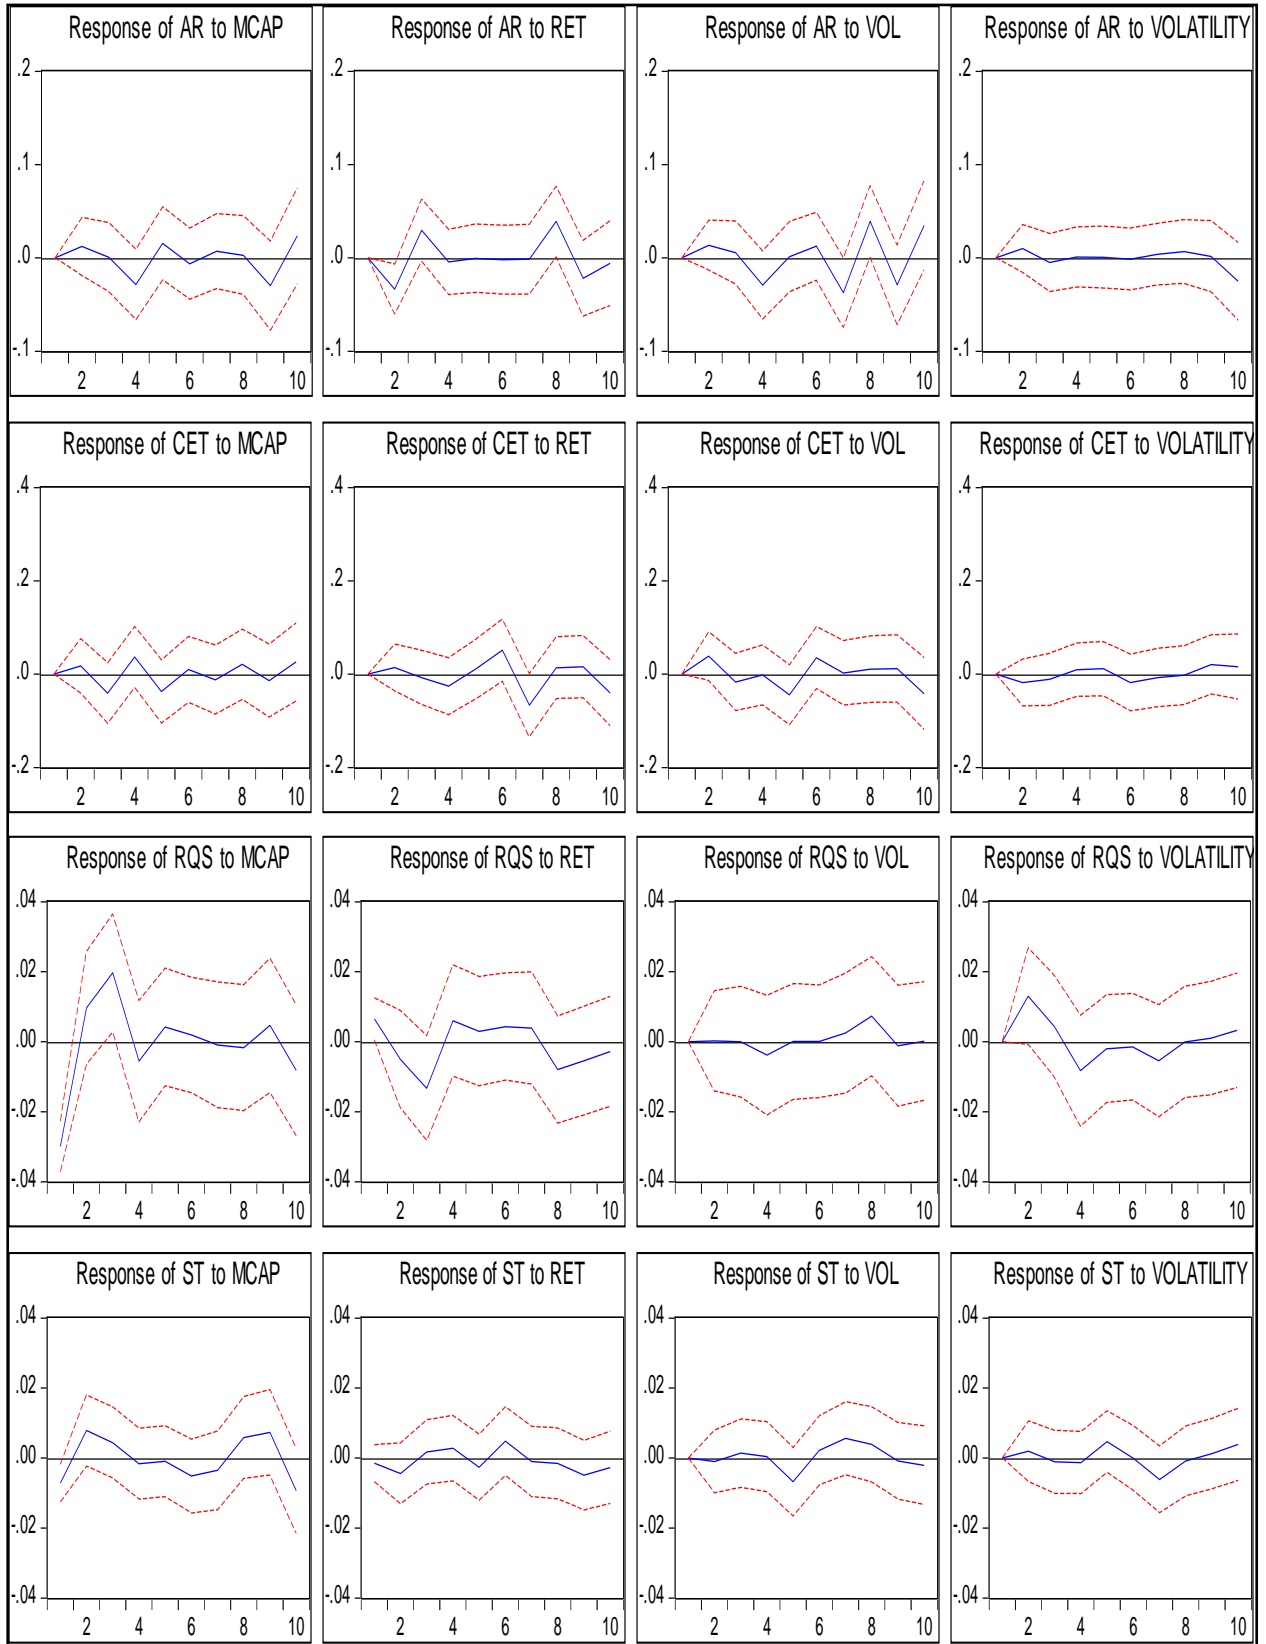 Response of AR to MCAP
.2
.1
.0
-.1
2 4 6 8 10
Response of AR to RET
.2
.1
.0
-.1
2 4 6 8 10
Response of AR to VOL
.2
.1
.0
-.1
2 4 6 8 10
Response of AR to VOLATILITY
.2
.1
.0
-.1
2 4 6 8 10
Response of CET to MCAP
.4
.2
.0
-.2
2 4 6 8 10
Response of CET to RET
.4
.2
.0
-.2
2 4 6 8 10
Response of CET to VOL
.4
.2
.0
-.2
2 4 6 8 10
Response of CET to VOLATILITY
.4
.2
.0
-.2
2 4 6 8 10
Response of RQS to MCAP
.04
.02
.00
-.02
-.04
2 4 6 8 10
Response of RQS to RET
.04
.02
.00
-.02
-.04
2 4 6 8 10
Response of RQS to VOL
.04
.02
.00
-.02
-.04
2 4 6 8 10
Response of RQS to VOLATILITY
.04
.02
.00
-.02
-.04
2 4 6 8 10
Response of ST to MCAP
.04
.02
.00
-.02
-.04
2 4 6 8 10
Response of ST to RET
.04
.02
.00
-.02
-.04
2 4 6 8 10
Response of ST to VOL
.04
.02
.00
-.02
-.04
2 4 6 8 10
Response of ST to VOLATILITY
.04
.02
.00
-.02
-.04
2 4 6 8 10